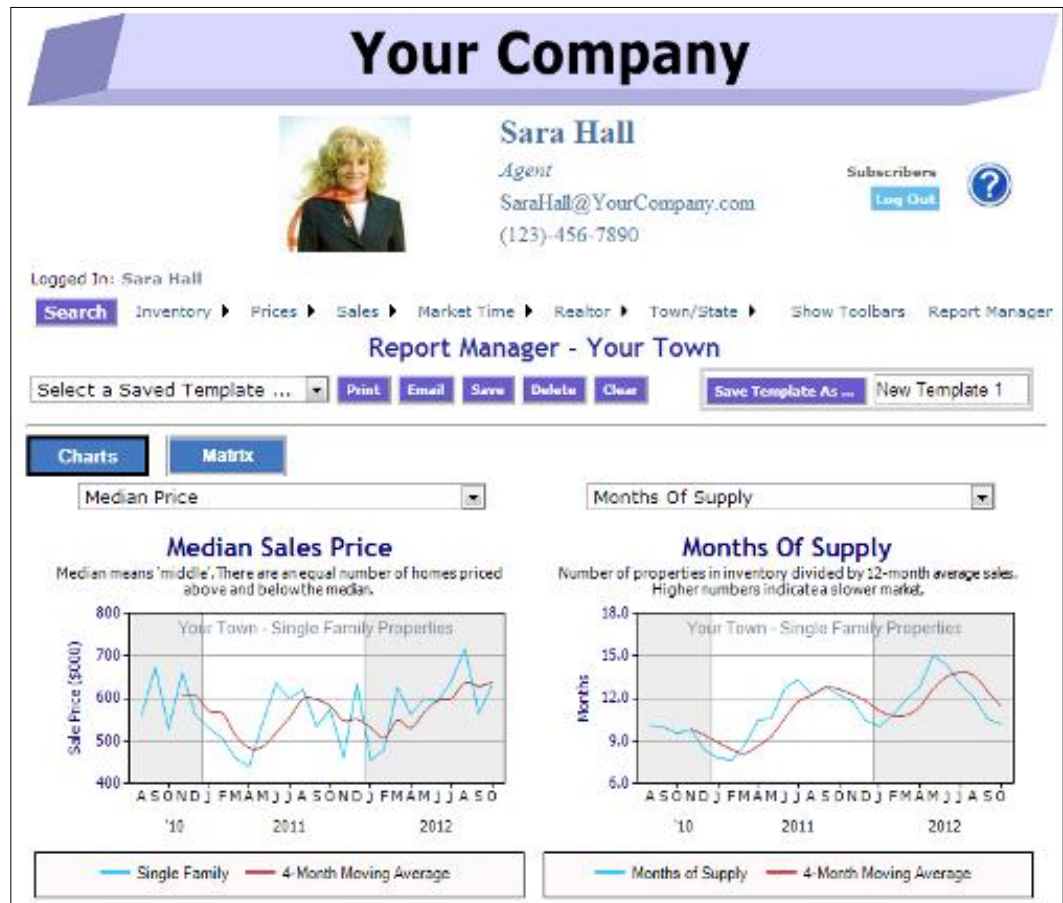 Your Company
Sara Hall
Agent
SaraHall@YourCompany.com
(123)-456-7890
Subscribers
Log Out
?
Logged In: Sara Hall
Search Inventory Prices Sales Market Time Realtor Town/State Show Toolbars Report Manager
Report Manager - Your Town
Select a Saved Template ... Print Email Save Delete Clear Save Template As ... New Template 1
Charts Matrix
Median Price
Months Of Supply
Median Sales Price
Median means 'middle'. There are an equal number of homes priced
above and below the median.
Your Town - Single Family Properties
Sale Price ($000)
800
700
600
500
400
A S O N D J F M A M J J A S O N D J F M A M J J A S O
'10 2011 2012
Single Family 4-Month Moving Average
Months Of Supply
Number of properties in inventory divided by 12-month average sales.
Higher numbers indicate a slower market.
Your Town - Single Family Properties
Months
18.0
15.0
12.0
9.0
6.0
A S O N D J F M A M J J A S O N D J F M A M J J A S O
'10 2011 2012
Months of Supply 4-Month Moving Average